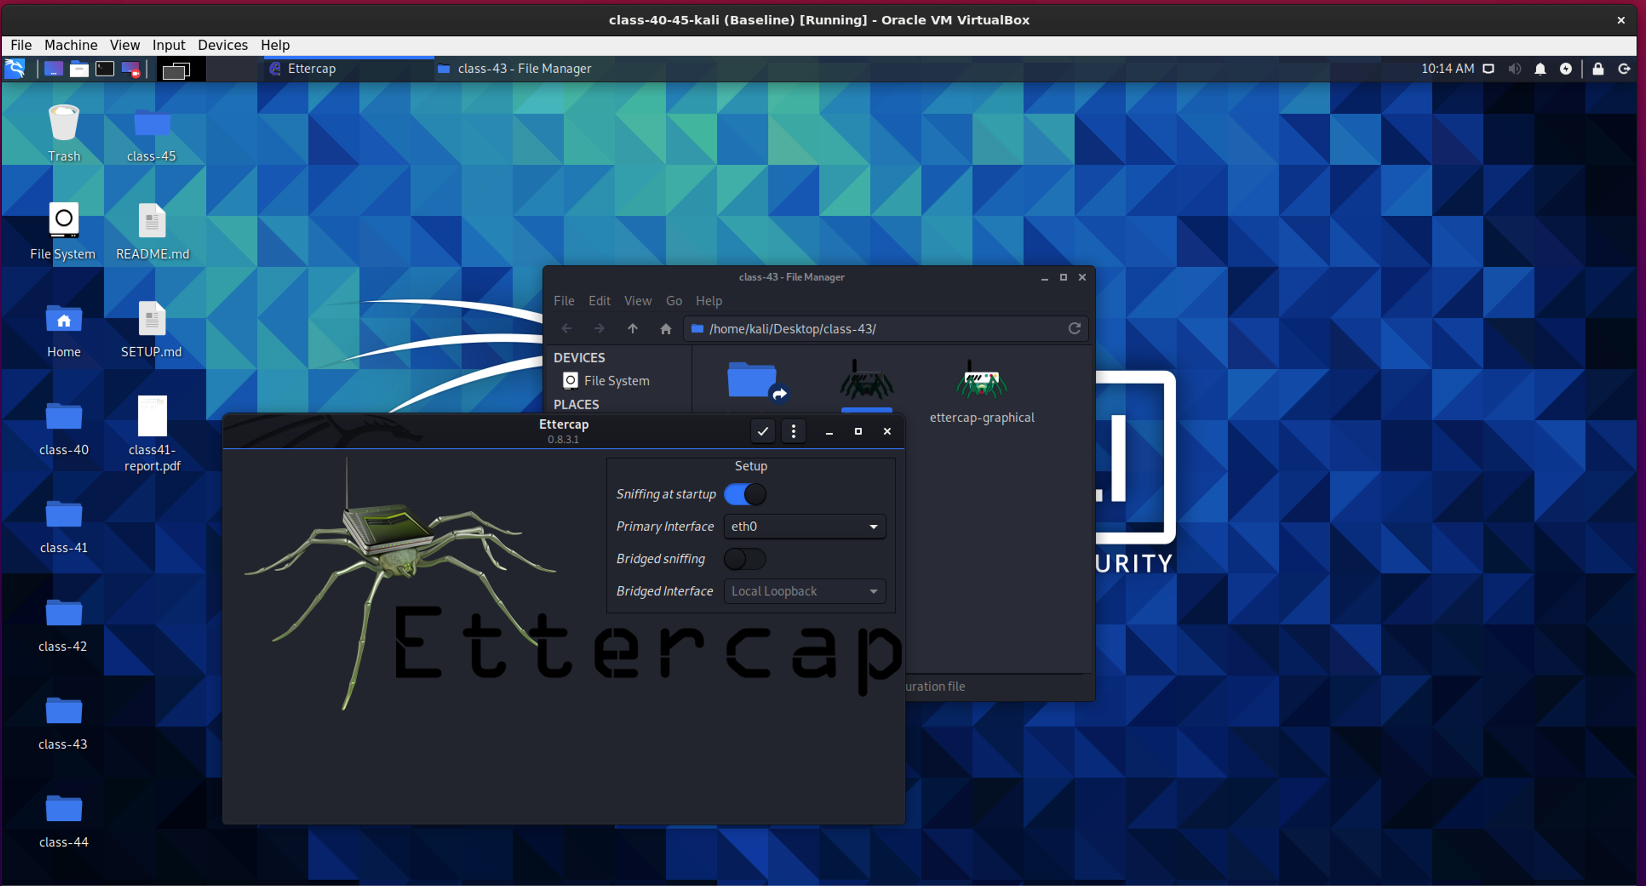 class-40-45-kali (Baseline) [Running] - Oracle VM VirtualBox
File Machine View Input Devices Help
Ettercap
class-43 - File Manager
10:14 AM
Trash
class-45
File System
README.md
Home
SETUP.md
class-40
class41-
report.pdf
class-41
class-42
class-43
class-44
class-43 - File Manager
File Edit View Go Help
/home/kali/Desktop/class-43/
DEVICES
File System
PLACES
ettercap-graphical
uration file
URITY
Ettercap
0.8.3.1
Setup
Sniffing at startup
Primary Interface eth0
Bridged sniffing
Bridged Interface Local Loopback
Ettercap